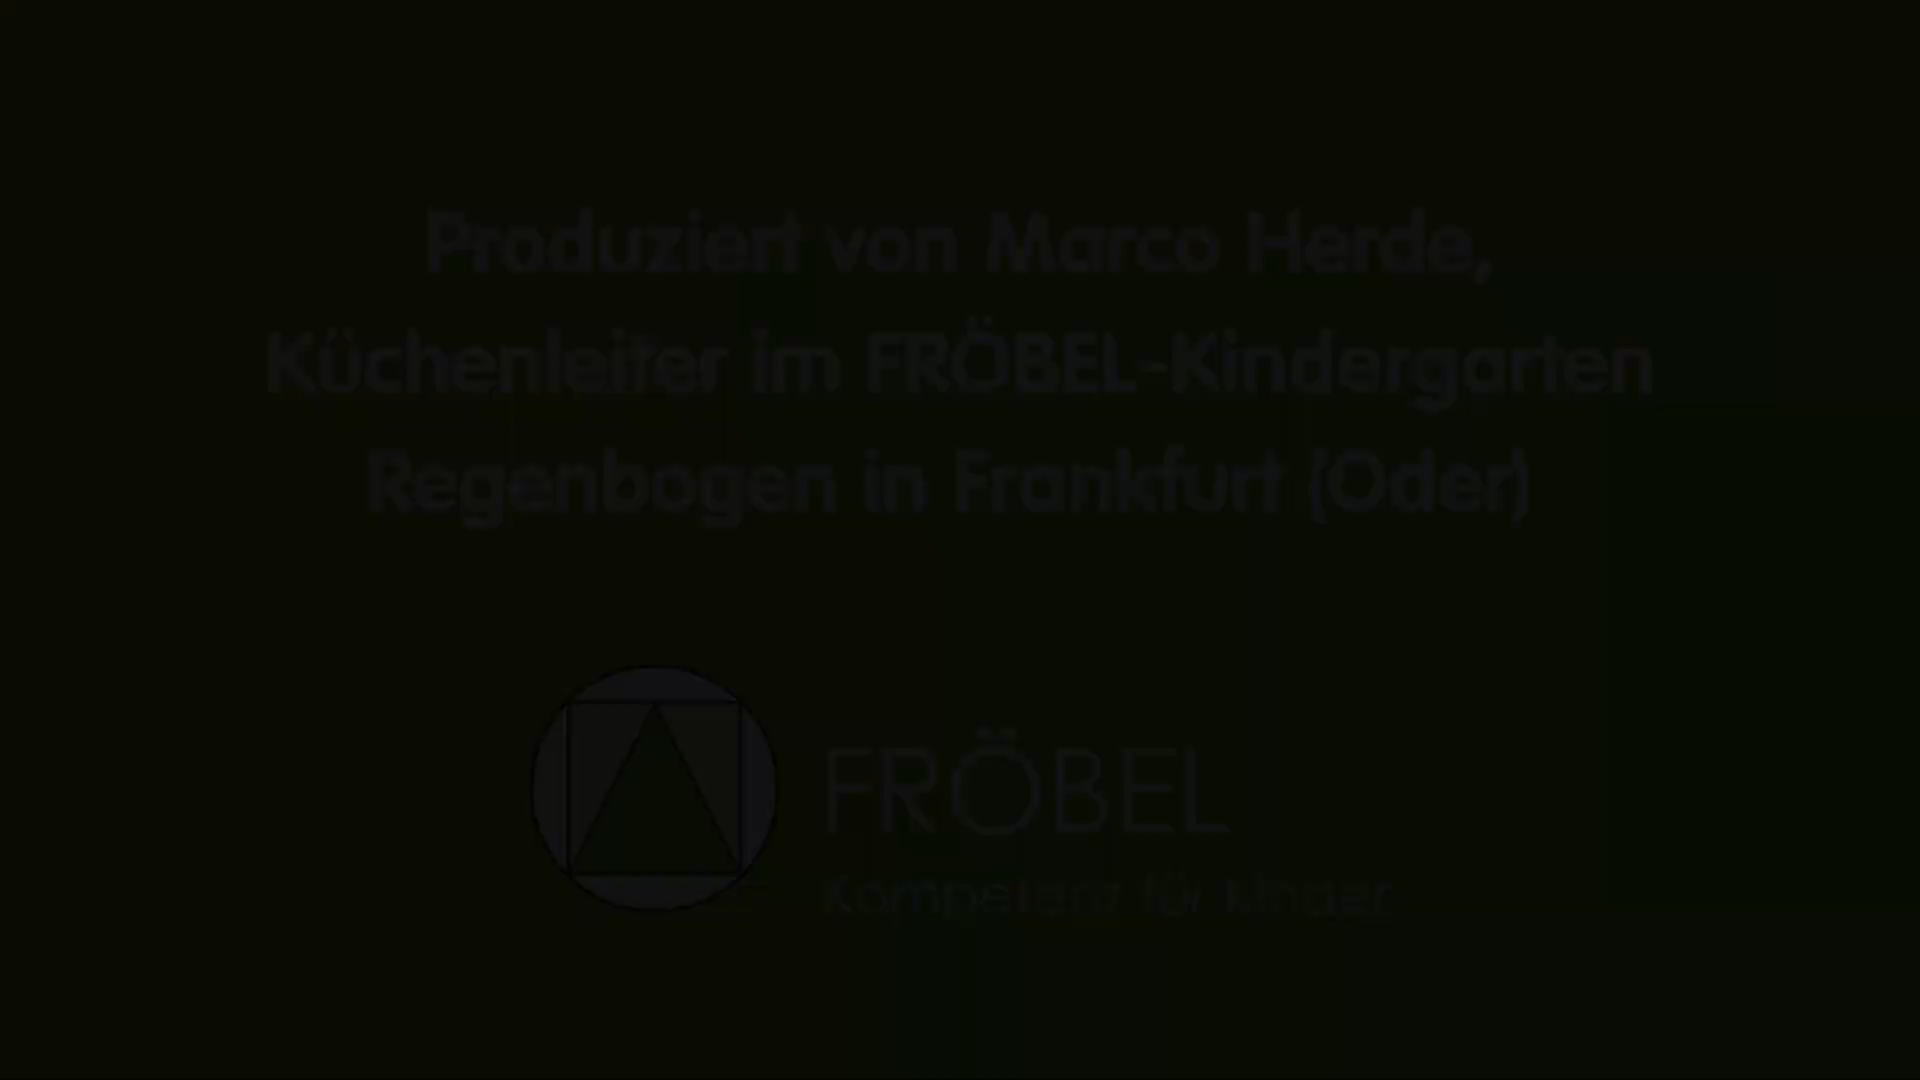 Produziert von Marco Herde,
Küchenleiter im FRÖBEL-Kindergarten
Regenbogen in Frankfurt (Oder)
FRÖBEL
Kompetenz für Kinder